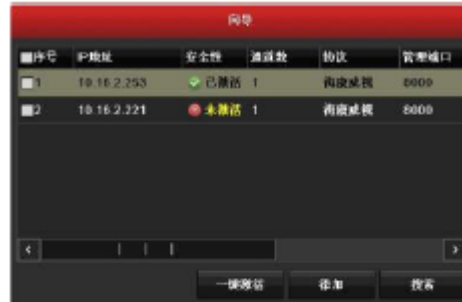 向导
序号 IP地址 安全性 通道数 协议 管理端口
1 10.16.2.253 已激活 1 海康威视 8000
2 10.16.2.221 未激活 1 海康威视 8000
一键激活 添加 搜索